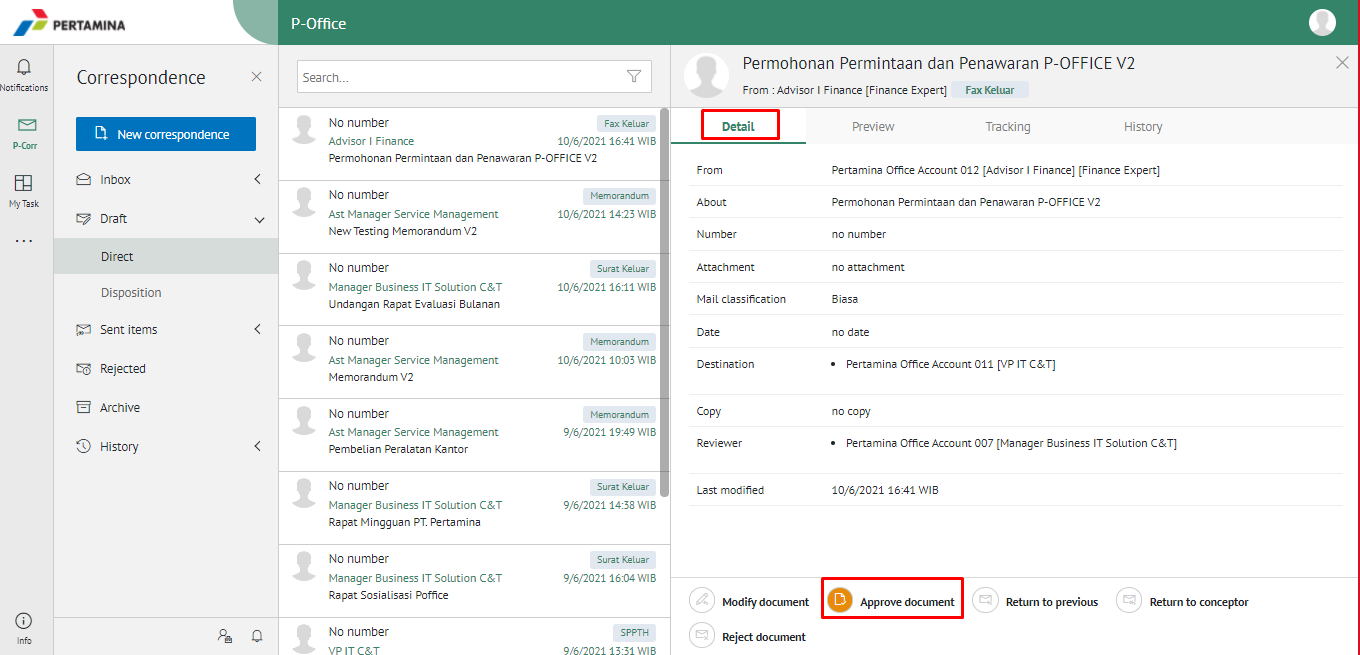 PERTAMINA
P-Office
Notifications
P-Corr
My Task
Info
Correspondence
New correspondence
Inbox
Draft
Direct
Disposition
Sent items
Rejected
Archive
History
Search...
No number
Fax Keluar
Advisor I Finance
10/6/2021 16:41 WIB
Permohonan Permintaan dan Penawaran P-OFFICE V2
No number
Memorandum
Ast Manager Service Management
10/6/2021 14:23 WIB
New Testing Memorandum V2
No number
Surat Keluar
Manager Business IT Solution C&T
10/6/2021 16:11 WIB
Undangan Rapat Evaluasi Bulanan
No number
Memorandum
Ast Manager Service Management
10/6/2021 10:03 WIB
Memorandum V2
No number
Memorandum
Ast Manager Service Management
9/6/2021 19:49 WIB
Pembelian Peralatan Kantor
No number
Surat Keluar
Manager Business IT Solution C&T
9/6/2021 14:38 WIB
Rapat Mingguan PT. Pertamina
No number
Surat Keluar
Manager Business IT Solution C&T
9/6/2021 16:04 WIB
Rapat Sosialisasi Poffice
No number
SPPTH
VP IT C&T
9/6/2021 13:31 WIB
Permohonan Permintaan dan Penawaran P-OFFICE V2
From : Advisor I Finance [Finance Expert] Fax Keluar
Detail Preview Tracking History
From Pertamina Office Account 012 [Advisor I Finance] [Finance Expert]
About Permohonan Permintaan dan Penawaran P-OFFICE V2
Number no number
Attachment no attachment
Mail classification Biasa
Date no date
Destination • Pertamina Office Account 011 [VP IT C&T]
Copy no copy
Reviewer • Pertamina Office Account 007 [Manager Business IT Solution C&T]
Last modified 10/6/2021 16:41 WIB
Modify document Approve document Return to previous Return to conceptor
Reject document